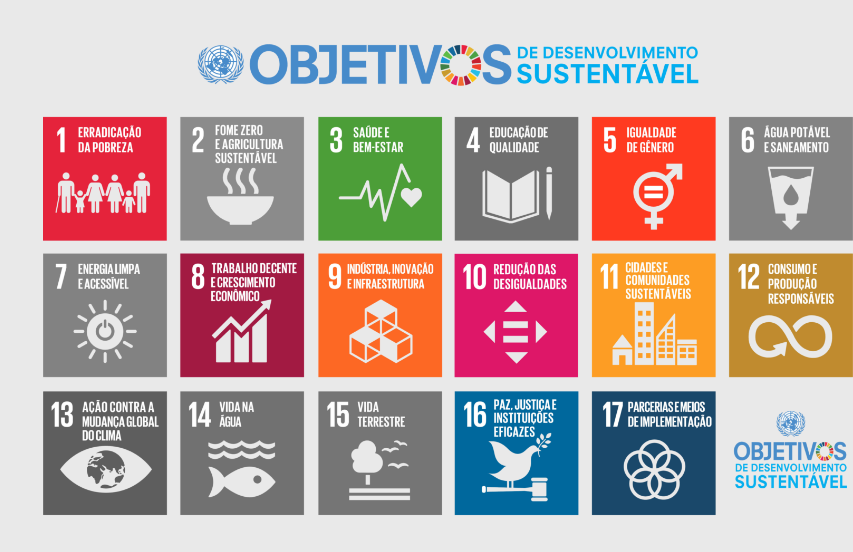 OBJETIVOS DE DESENVOLVIMENTO
SUSTENTÁVEL
1 ERRADICAÇÃO
DA POBREZA
2 FOME ZERO
E AGRICULTURA
SUSTENTÁVEL
3 SAÚDE E
BEM-ESTAR
4 EDUCAÇÃO DE
QUALIDADE
5 IGUALDADE
DE GÊNERO
6 ÁGUA POTÁVEL
E SANEAMENTO
7 ENERGIA LIMPA
E ACESSÍVEL
8 TRABALHO DECENTE
E CRESCIMENTO
ECONÔMICO
9 INDÚSTRIA, INOVAÇÃO
E INFRAESTRUTURA
10 REDUÇÃO DAS
DESIGUALDADES
11 CIDADES E
COMUNIDADES
SUSTENTÁVEIS
12 CONSUMO E
PRODUÇÃO
RESPONSÁVEIS
13 AÇÃO CONTRA A
MUDANÇA GLOBAL
DO CLIMA
14 VIDA NA
ÁGUA
15 VIDA
TERRESTRE
16 PAZ, JUSTIÇA E
INSTITUIÇÕES
EFICAZES
17 PARCERIAS E MEIOS
DE IMPLEMENTAÇÃO
OBJETIVOS
DE DESENVOLVIMENTO
SUSTENTÁVEL